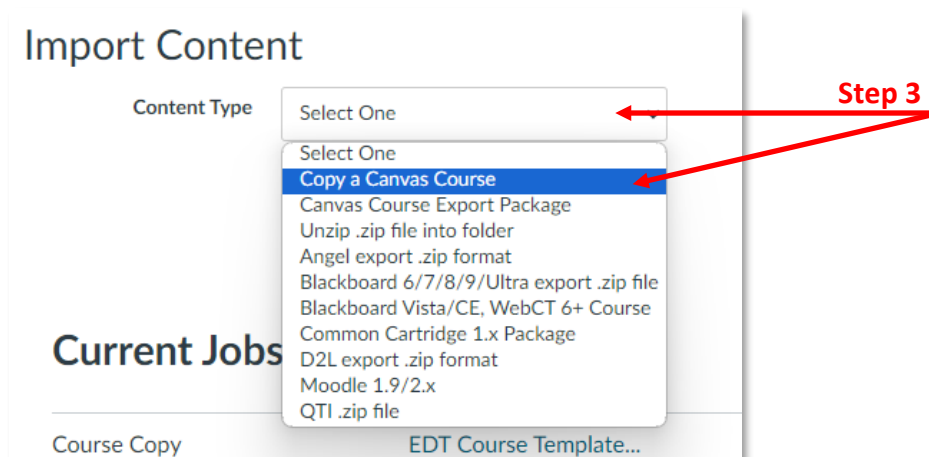 Import Content
Step 3
Content Type
Select One
Select One
Copy a Canvas Course
Canvas Course Export Package
Unzip .zip file into folder
Angel export .zip format
Blackboard 6/7/8/9/Ultra export .zip file
Blackboard Vista/CE, WebCT 6+ Course
Common Cartridge 1.x Package
D2L export .zip format
Moodle 1.9/2.x
QTI .zip file
Current Jobs
Course Copy
EDT Course Template...